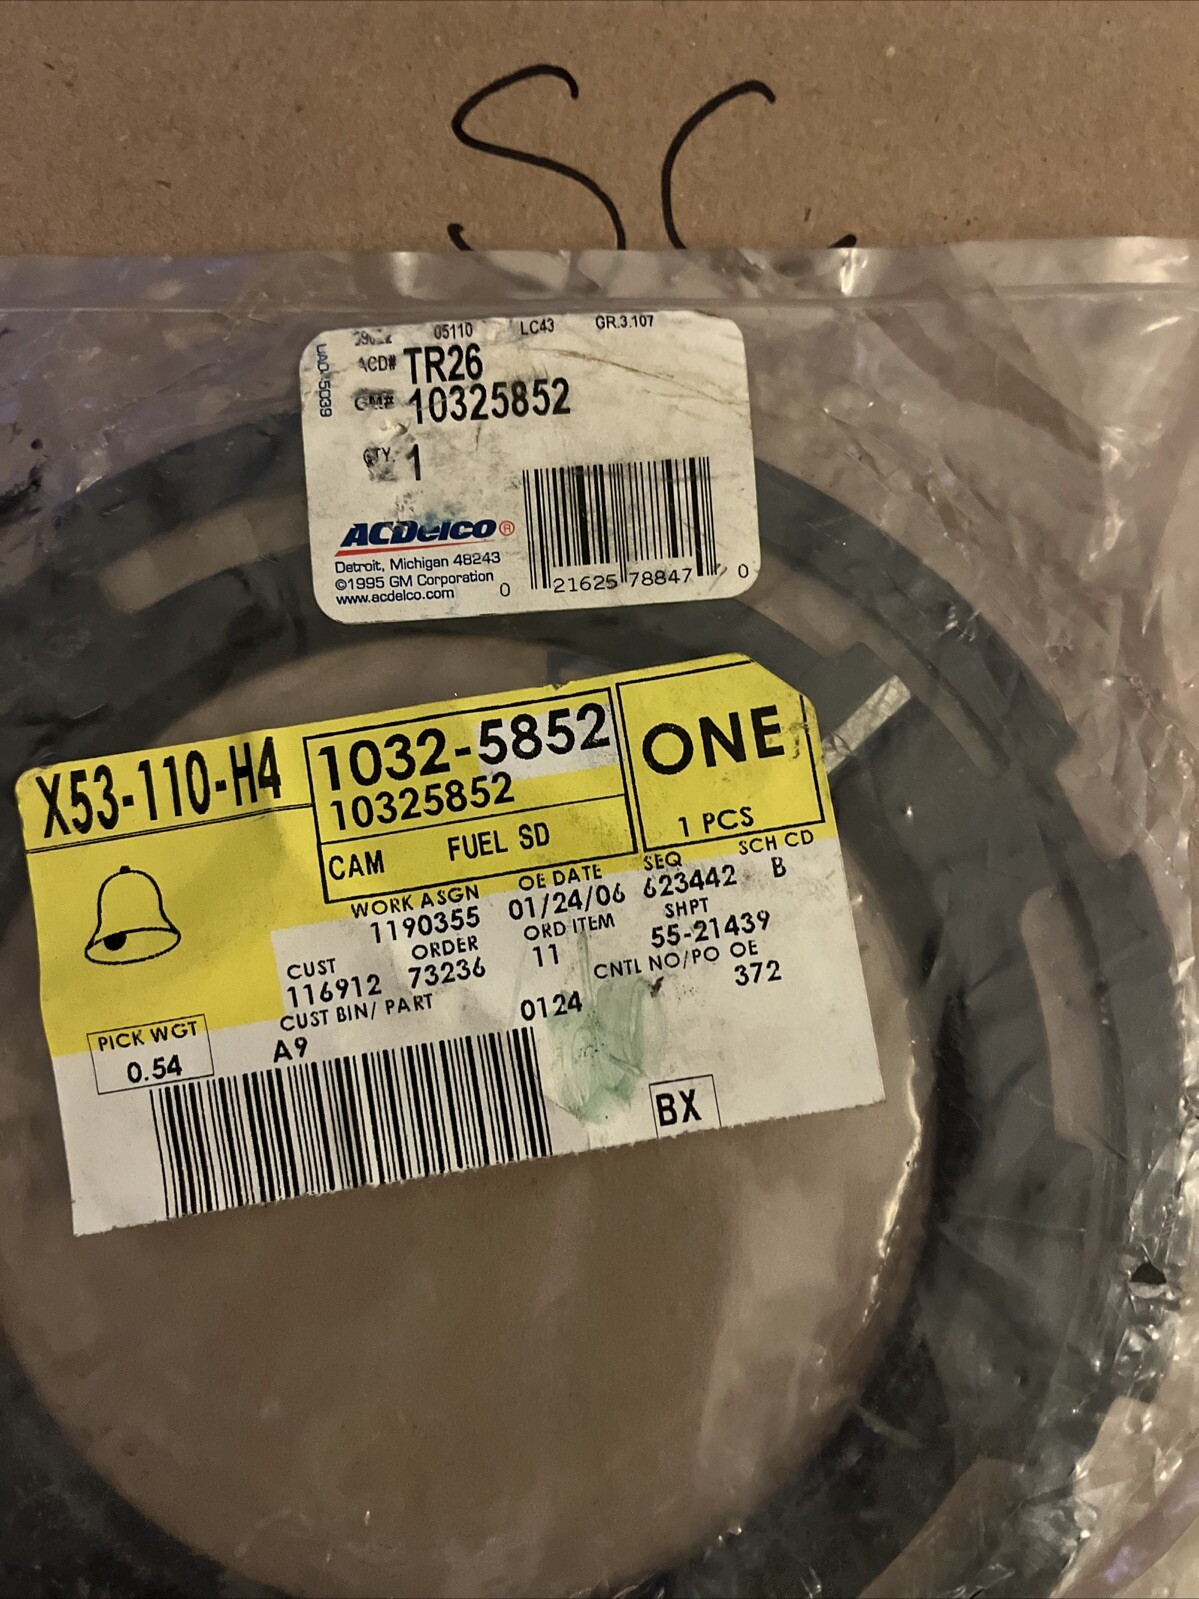 SC
05110 LC43 GR.3.107
ACD# TR26
GM# 10325852
QTY. 1
ACDelco®
Detroit, Michigan 48243
©1995 GM Corporation
www.acdelco.com
0 21625 78847 0
X53-110-H4
1032-5852
10325852
CAM FUEL SD
ONE
1 PCS
WORK ASGN OE DATE SEQ SCH CD
1190355 01/24/06 623442 B
CUST ORDER ORD ITEM SHPT
116912 73236 11 55-21439
CUST BIN/ PART CNTL NO/PO OE
A9 0124 372
PICK WGT
0.54
BX